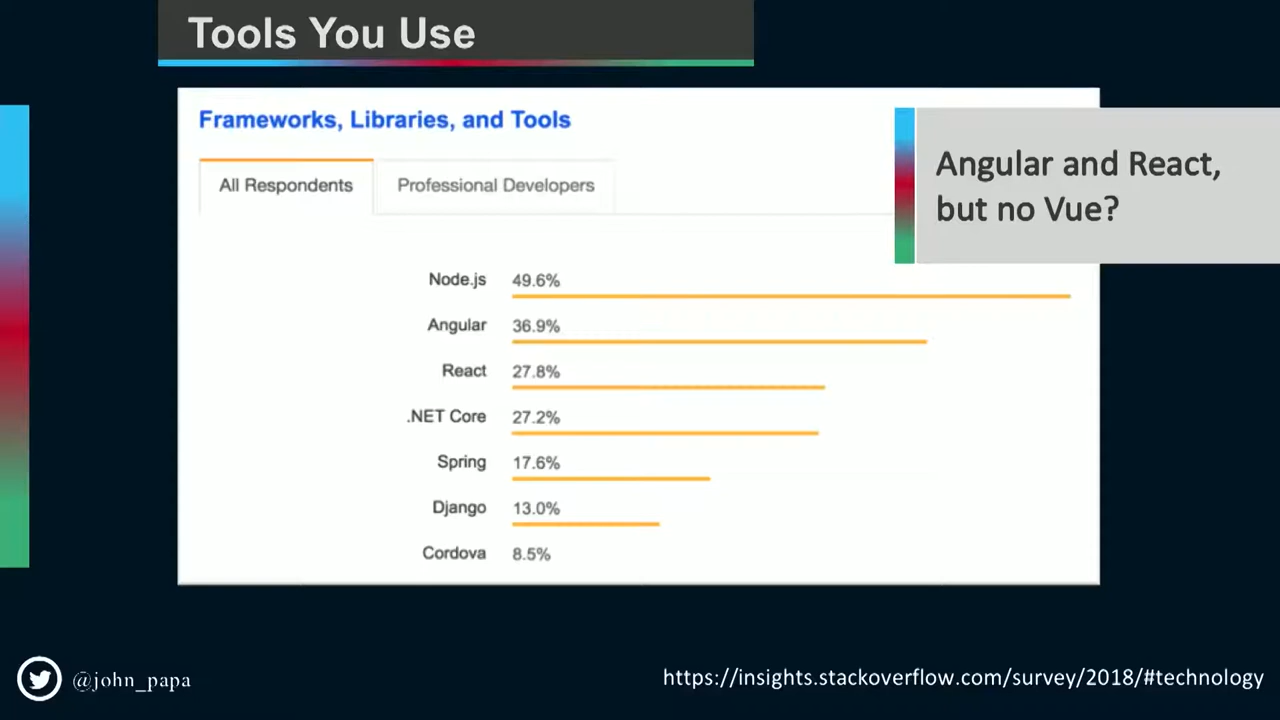 Tools You Use
Frameworks, Libraries, and Tools
All Respondents
Professional Developers
Angular and React,
but no Vue?
Node.js 49.6%
Angular 36.9%
React 27.8%
.NET Core 27.2%
Spring 17.6%
Django 13.0%
Cordova 8.5%
@john_papa
https://insights.stackoverflow.com/survey/2018/#technology